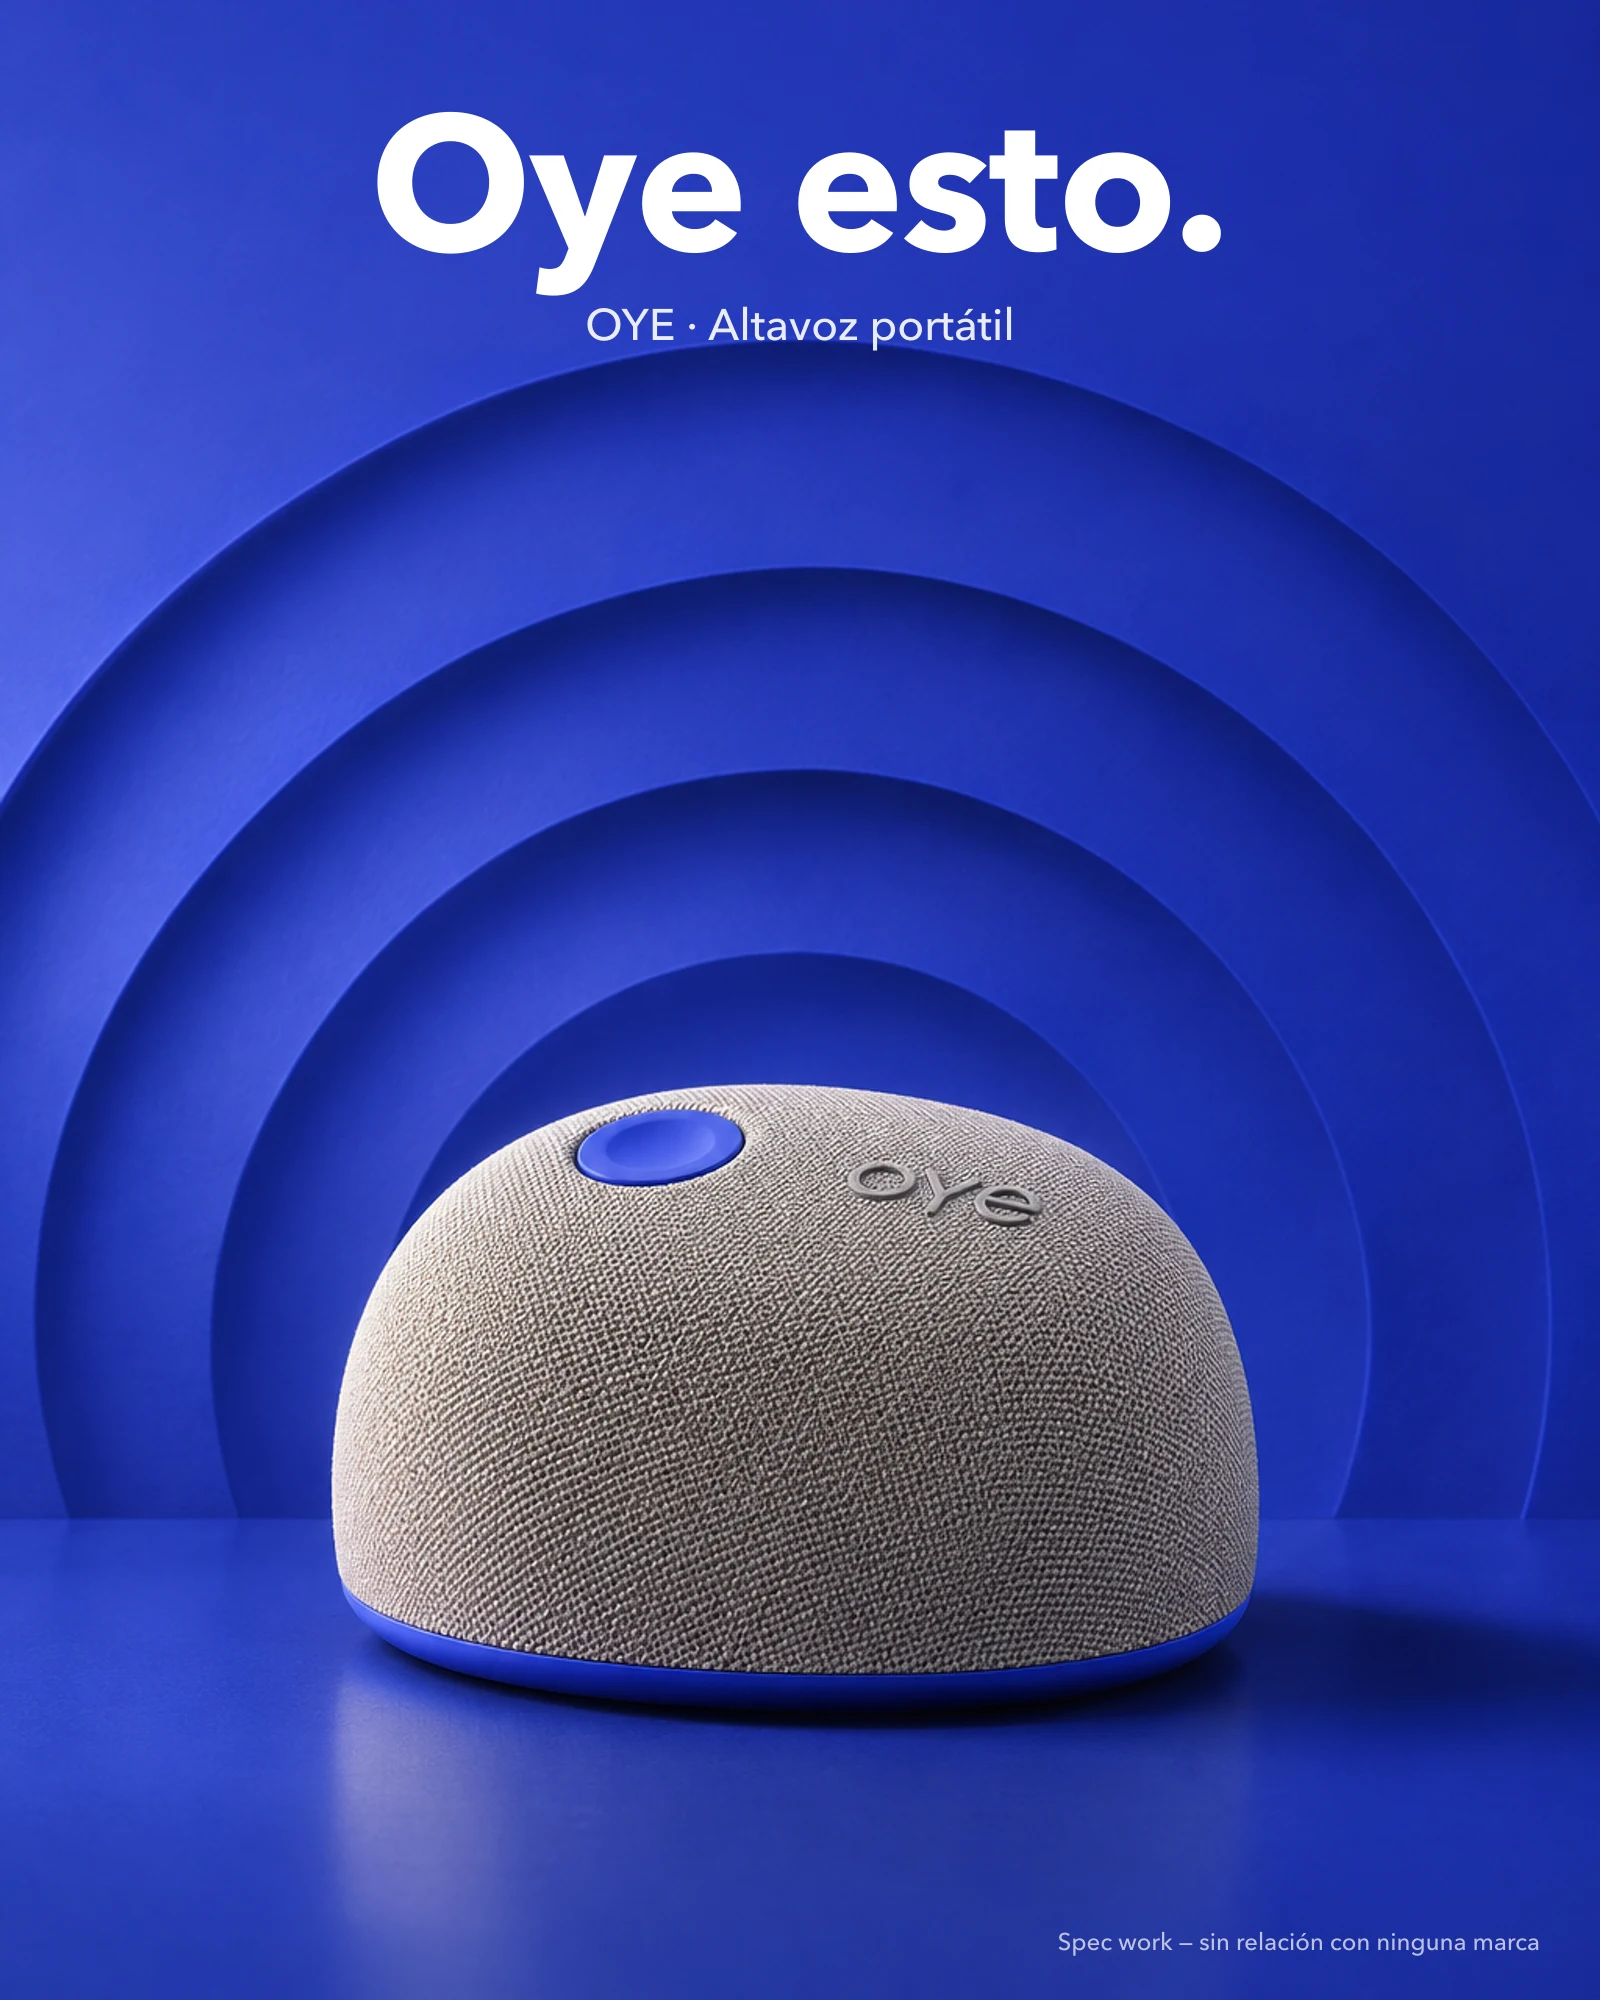 Oye esto.
OYE · Altavoz portátil
oye
Spec work – sin relación con ninguna marca